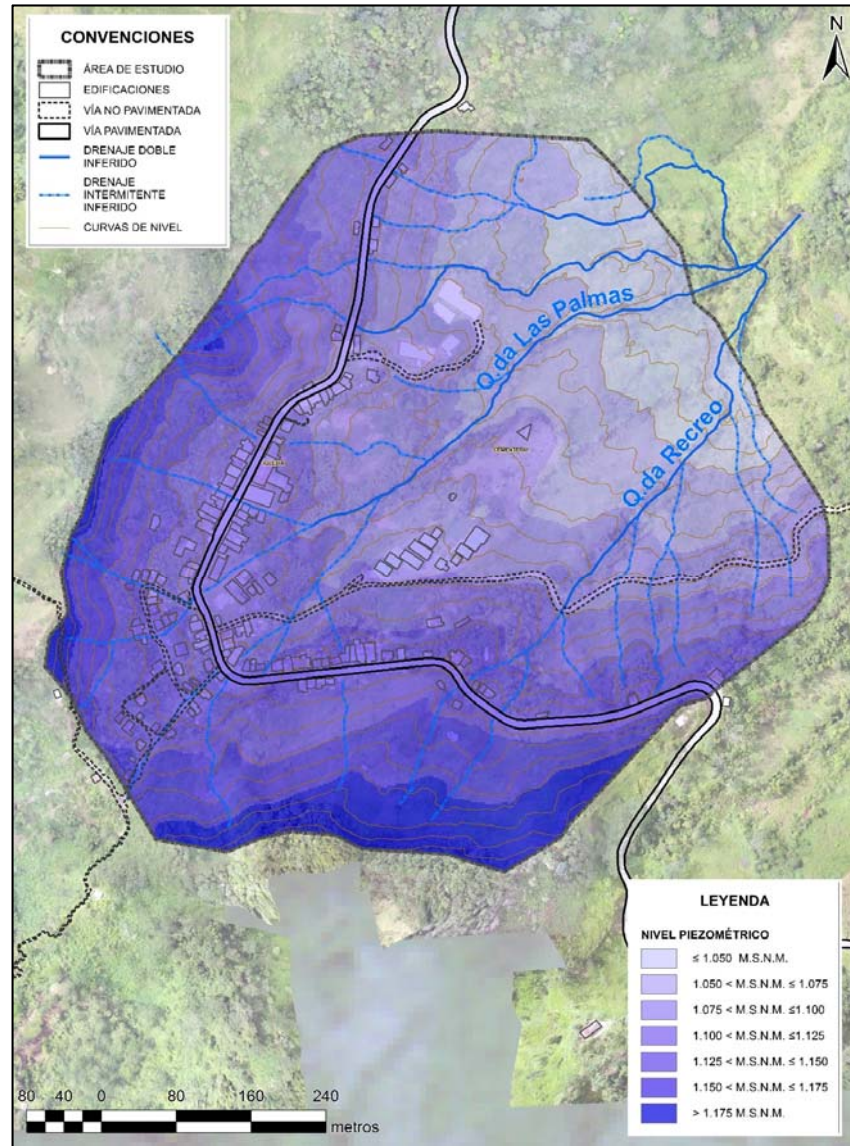 CONVENCIONES
ÁREA DE ESTUDIO
EDIFICACIONES
VÍA NO PAVIMENTADA
VÍA PAVIMENTADA
DRENAJE DOBLE
INFERIDO
DRENAJE
INTERMITENTE
INFERIDO
CURVAS DE NIVEL
N
Q.da Las Palmas
Q.da Recreo
CEMENTERIO
LEYENDA
NIVEL PIEZOMÉTRICO
≤ 1.050 M.S.N.M.
1.050 < M.S.N.M. ≤ 1.075
1.075 < M.S.N.M. ≤1.100
1.100 < M.S.N.M. ≤1.125
1.125 < M.S.N.M. ≤ 1.150
1.150 < M.S.N.M. ≤ 1.175
> 1.175 M.S.N.M.
80 40 0 80 160 240
metros